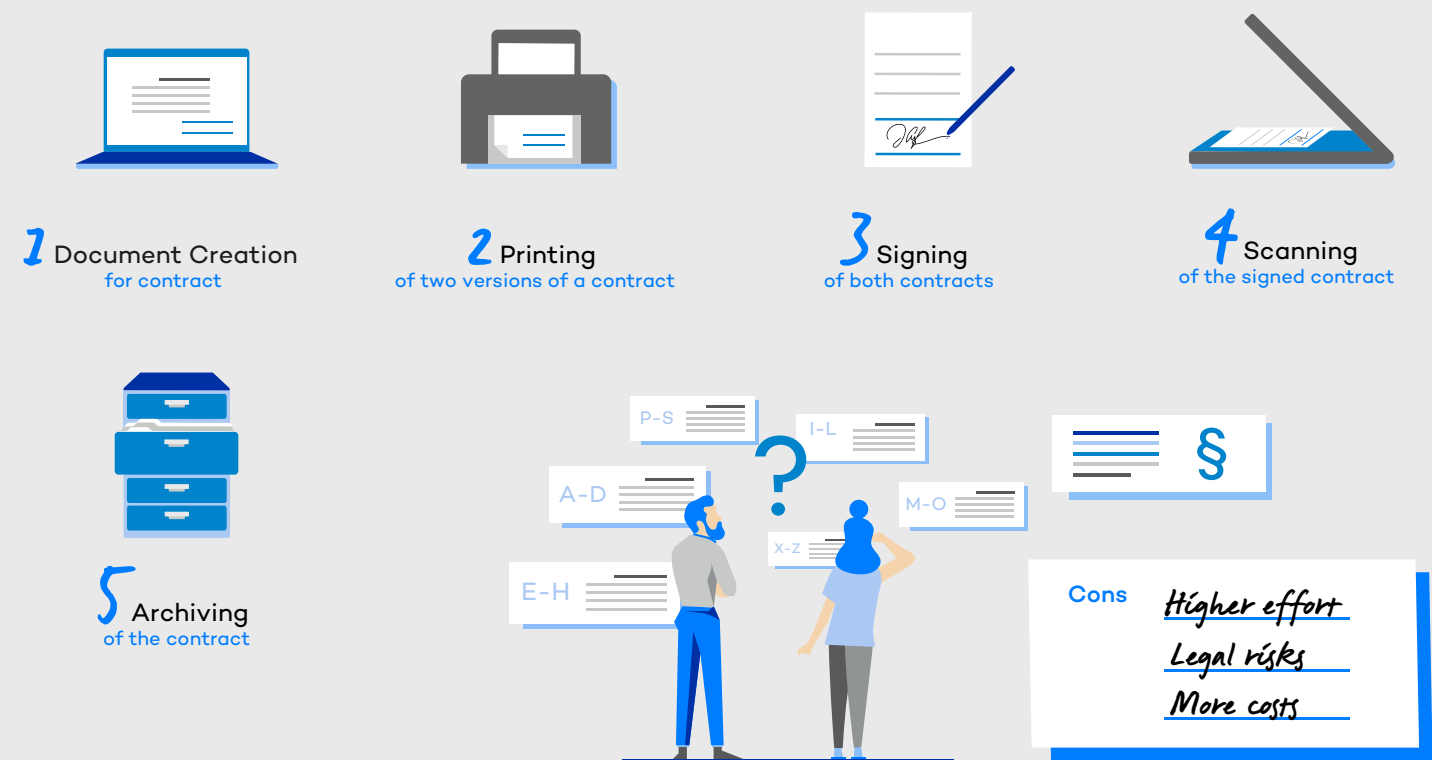 1 Document Creation
for contract
2 Printing
of two versions of a contract
3 Signing
of both contracts
4 Scanning
of the signed contract
5 Archiving
of the contract
P-S
I-L
A-D
M-O
X-Z
E-H
?
§
Cons
Higher effort
Legal risks
More costs